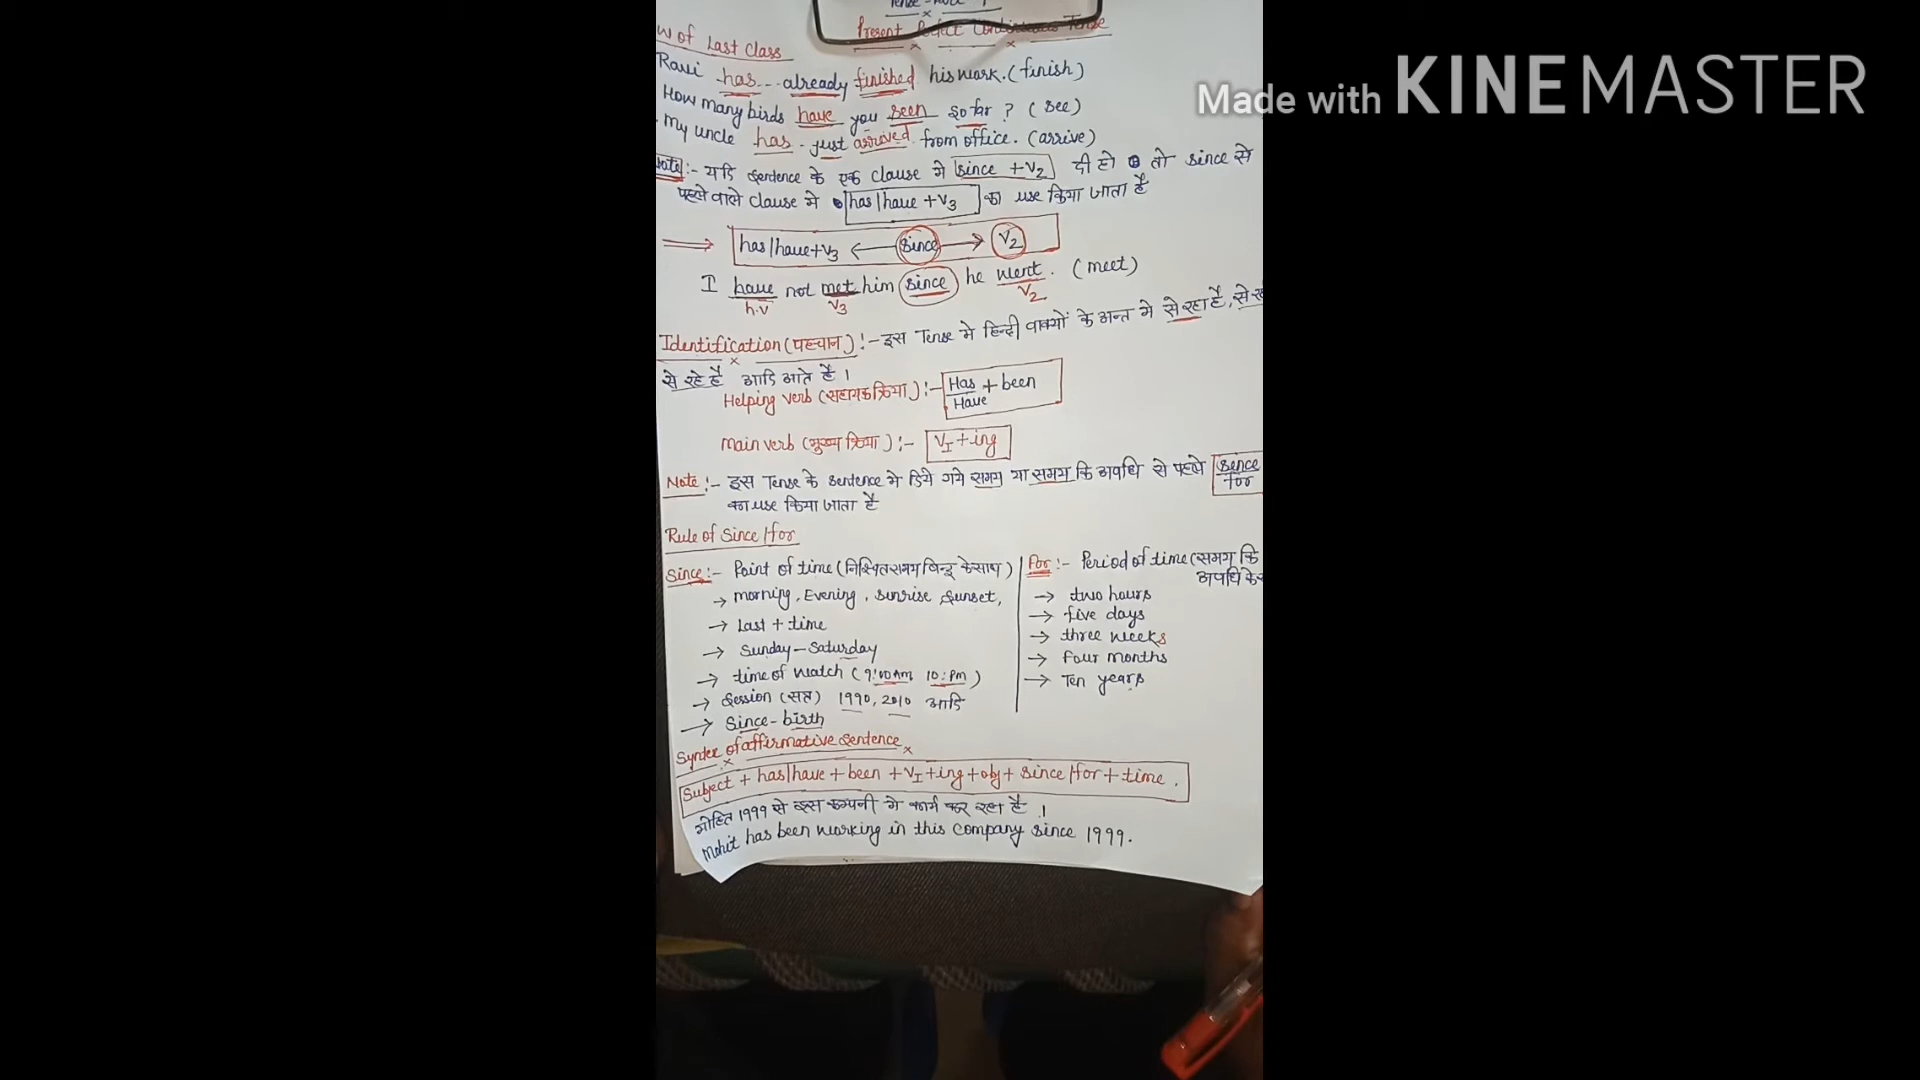 Present Perfect Continuous Tense
w of Last Class
Made with KINEMASTER
Ravi has already finished his work. (finish)
How many birds have you seen so far ? (see)
My uncle has just arrived from office. (arrive)
Note :- यदि Sentence के एक clause मे since +V2 दी हो तो since से
पहले वाले clause मे has/have +V3 का use किया जाता है
has/have+V3 since V2
I have not met him since he went. (meet)
h.v V3 V2
Identification (पहचान) :- इस Tense मे हिन्दी वाक्यो के अन्त मे से रहा है, से
से रहे है आदि आते है ।
Helping verb (सहायक क्रिया) :- Has/Have + been
Main verb (मुख्य क्रिया) :- VI +ing
Note :- इस Tense के Sentence मे दिये गये समय या समय कि अवधि से पहले sence/for
का use किया जाता है
Rule of Since/for
Since :- Point of time (निश्चित समय बिन्दू के साथ)
→ morning, Evening, sunrise sunset,
→ Last + time
→ Sunday - Saturday
→ time of watch (9:00Am 10:Pm)
→ Session (सत्र) 1990, 2010 आदि
→ Since - birth
For :- Period of time (समय कि
अवधि के
→ two hours
→ five days
→ three weeks
→ four months
→ Ten years
Syntex of affirmative Sentence
Subject + has/have + been + VI +ing + obj + since/for + time.
मोहित 1999 से इस कम्पनी मे कार्य कर रहा है ।
Mohit has been working in this company since 1999.